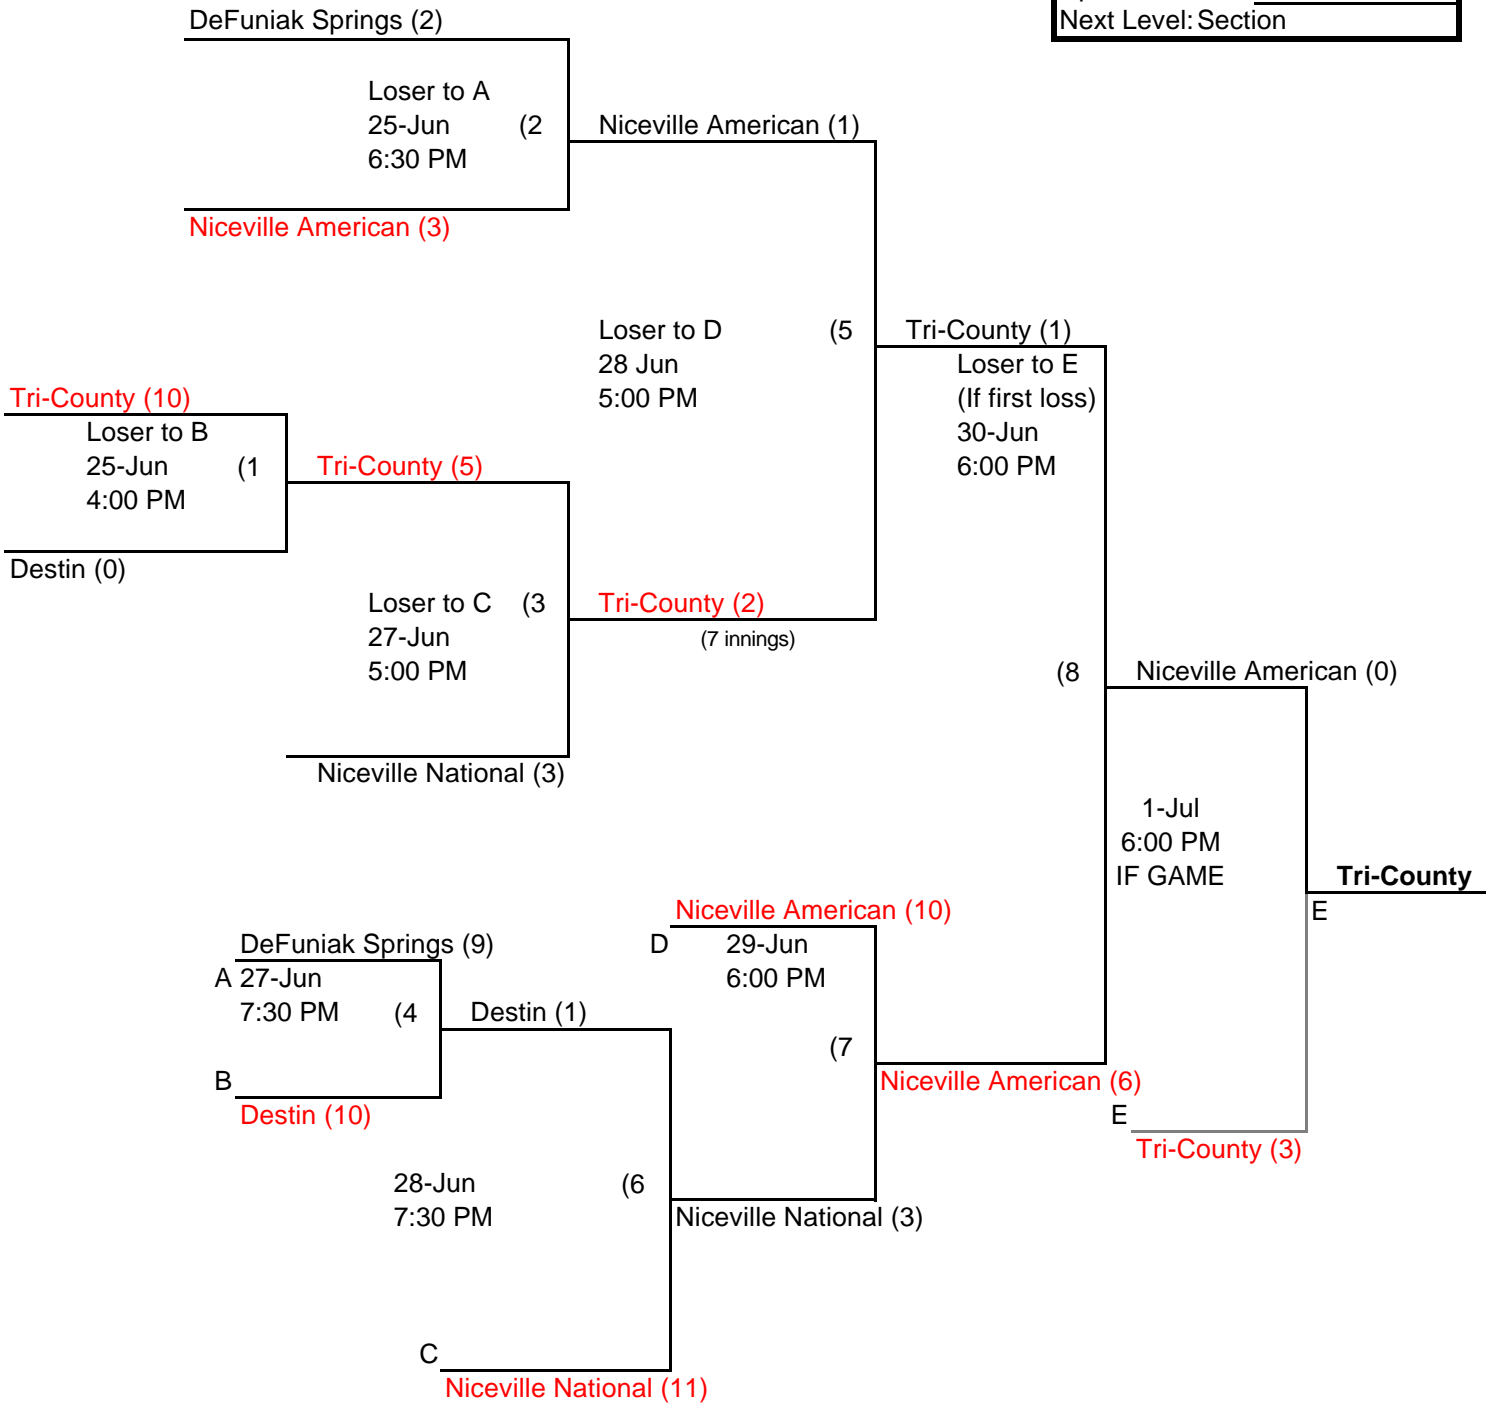 DeFuniak Springs (2)
Next Level: Section
Loser to A
25-Jun (2
6:30 PM
Niceville American (1)
Niceville American (3)
Loser to D (5
28 Jun
5:00 PM
Tri-County (1)
Loser to E
(If first loss)
30-Jun
6:00 PM
Tri-County (10)
Loser to B
25-Jun (1
4:00 PM
Tri-County (5)
Destin (0)
Loser to C (3
27-Jun
5:00 PM
Tri-County (2)
(7 innings)
(8
Niceville American (0)
Niceville National (3)
1-Jul
6:00 PM
IF GAME
Tri-County
E
Niceville American (10)
D 29-Jun
6:00 PM
DeFuniak Springs (9)
A 27-Jun
7:30 PM (4
Destin (1)
(7
B
Destin (10)
Niceville American (6)
E
Tri-County (3)
28-Jun (6
7:30 PM
Niceville National (3)
C
Niceville National (11)